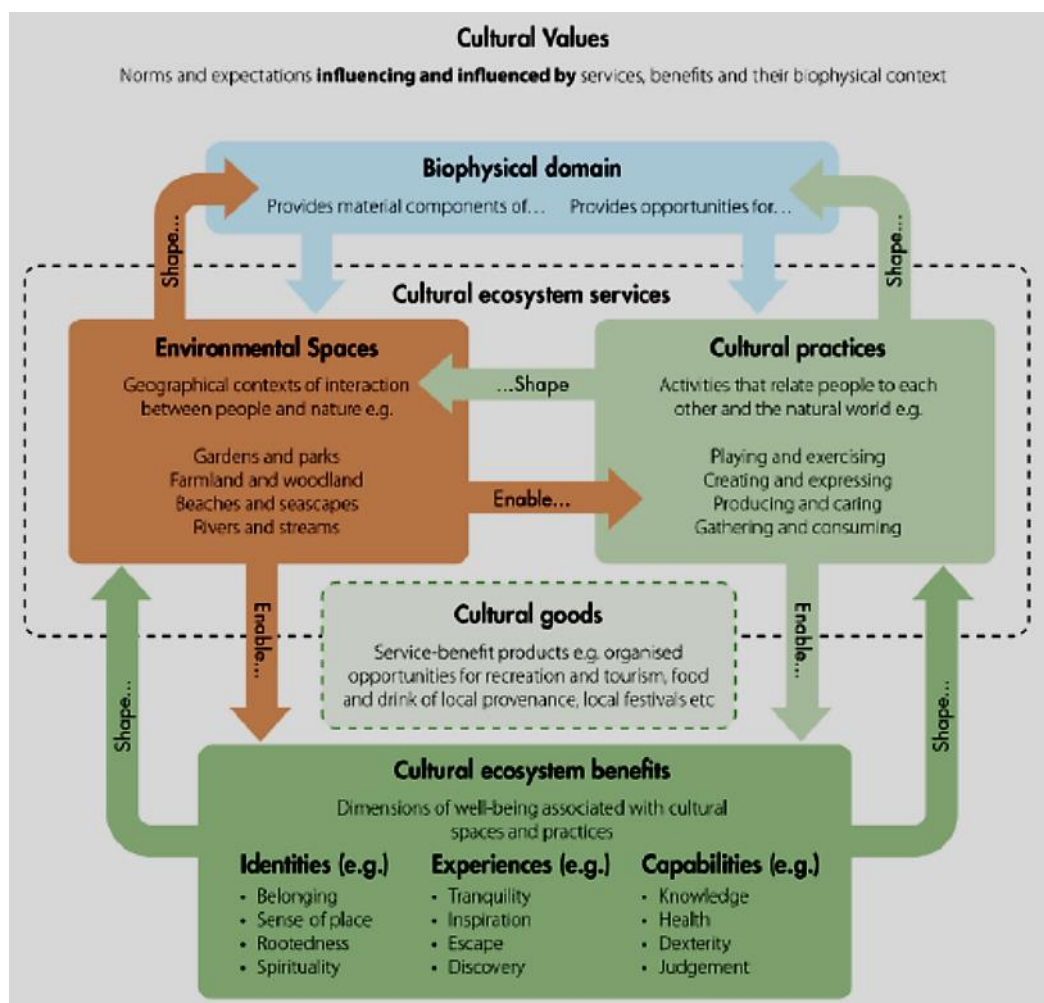 Cultural Values
Norms and expectations influencing and influenced by services, benefits and their biophysical context
Biophysical domain
Provides material components of...
Provides opportunities for...
Shape...
Shape...
Cultural ecosystem services
Environmental Spaces
Geographical contexts of interaction
between people and nature e.g.
Gardens and parks
Farmland and woodland
Beaches and seascapes
Rivers and streams
...Shape
Enable...
Cultural practices
Activities that relate people to each
other and the natural world e.g.
Playing and exercising
Creating and expressing
Producing and caring
Gathering and consuming
Enable...
Enable...
Cultural goods
Service-benefit products e.g. organised
opportunities for recreation and tourism, food
and drink of local provenance, local festivals etc
Shape...
Shape...
Cultural ecosystem benefits
Dimensions of well-being associated with cultural
spaces and practices
Identities (e.g.)
• Belonging
• Sense of place
• Rootedness
• Spirituality
Experiences (e.g.)
• Tranquility
• Inspiration
• Escape
• Discovery
Capabilities (e.g.)
• Knowledge
• Health
• Dexterity
• Judgement